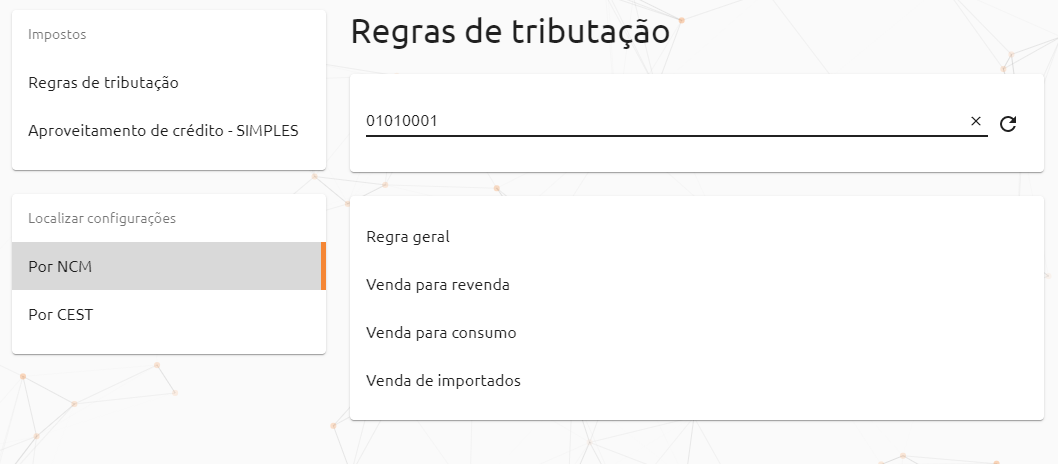 Impostos
Regras de tributação
Aproveitamento de crédito - SIMPLES
Localizar configurações
Por NCM
Por CEST
Regras de tributação
01010001
Regra geral
Venda para revenda
Venda para consumo
Venda de importados